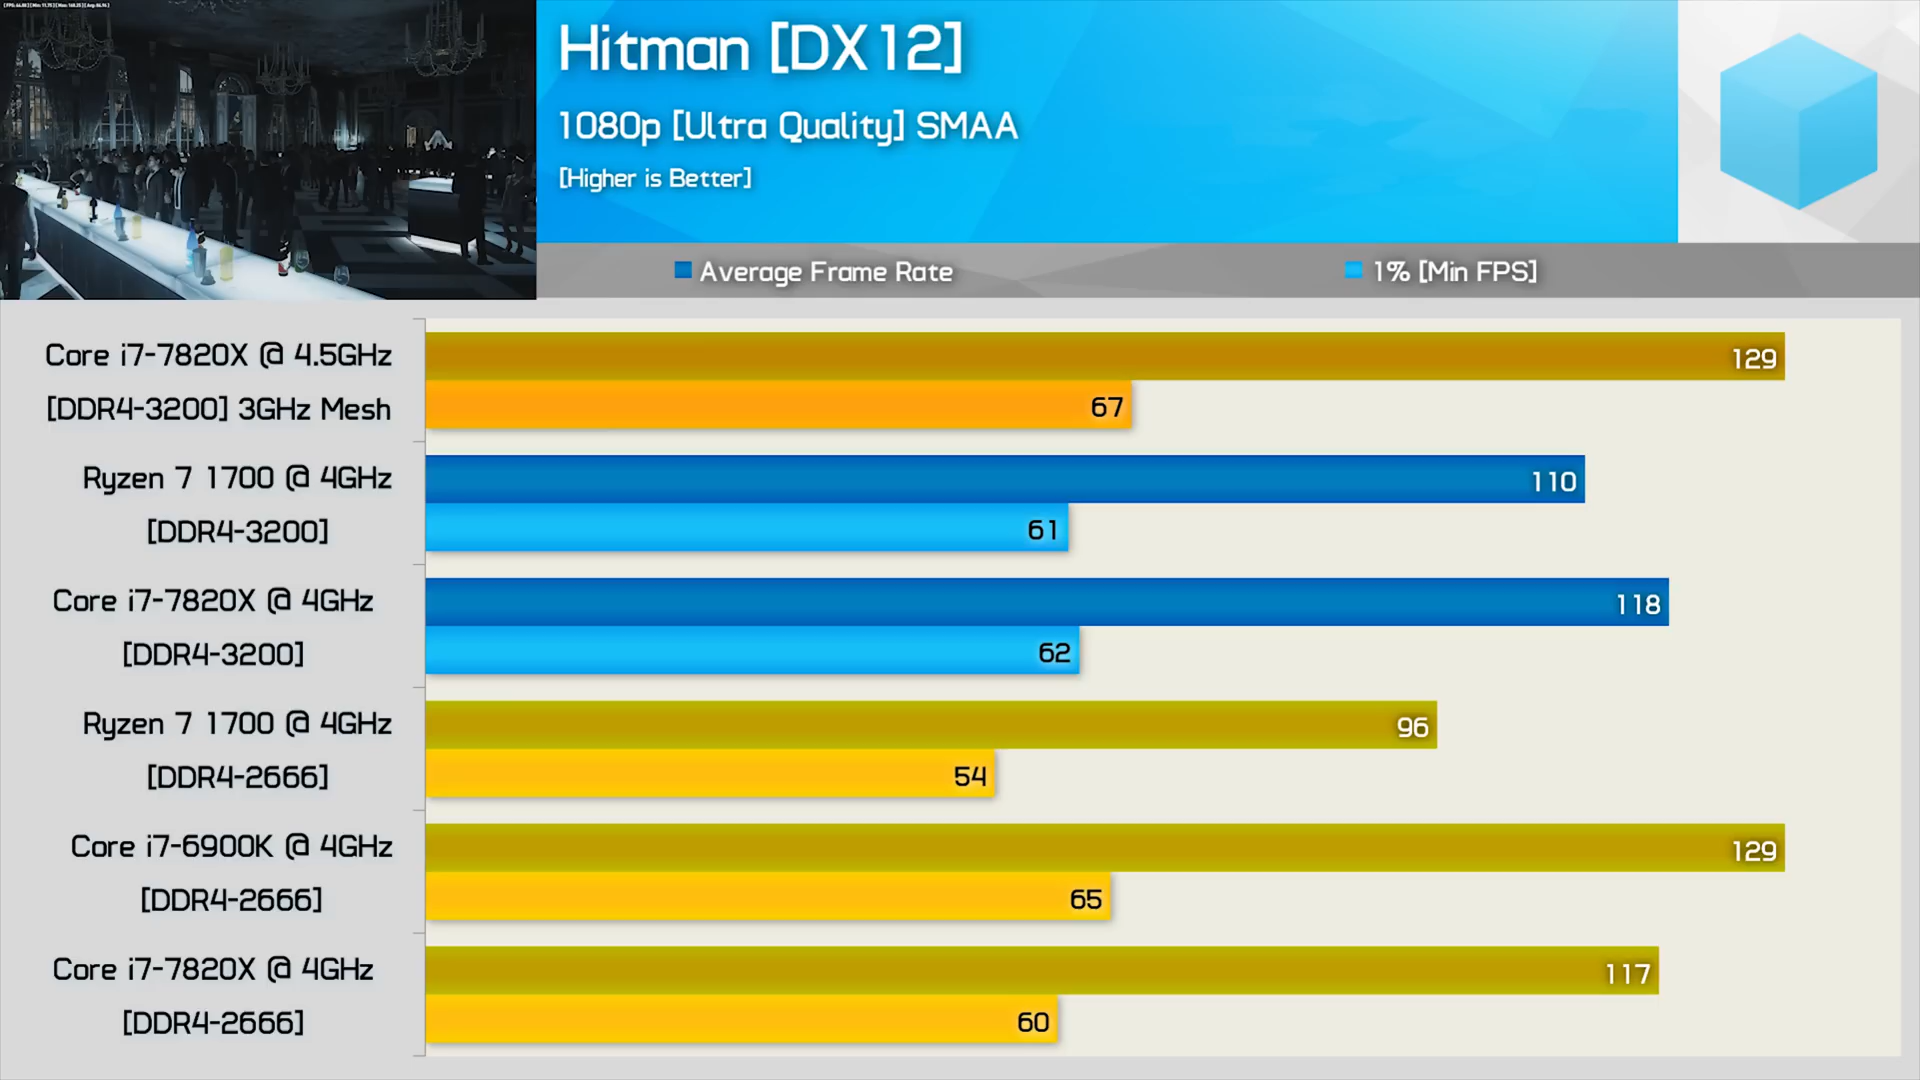 Hitman [DX12]
1080p [Ultra Quality] SMAA
[Higher is Better]
Average Frame Rate
1% [Min FPS]
Core i7-7820X @ 4.5GHz
[DDR4-3200] 3GHz Mesh
129
67
Ryzen 7 1700 @ 4GHz
[DDR4-3200]
110
61
Core i7-7820X @ 4GHz
[DDR4-3200]
118
62
Ryzen 7 1700 @ 4GHz
[DDR4-2666]
96
54
Core i7-6900K @ 4GHz
[DDR4-2666]
129
65
Core i7-7820X @ 4GHz
[DDR4-2666]
117
60